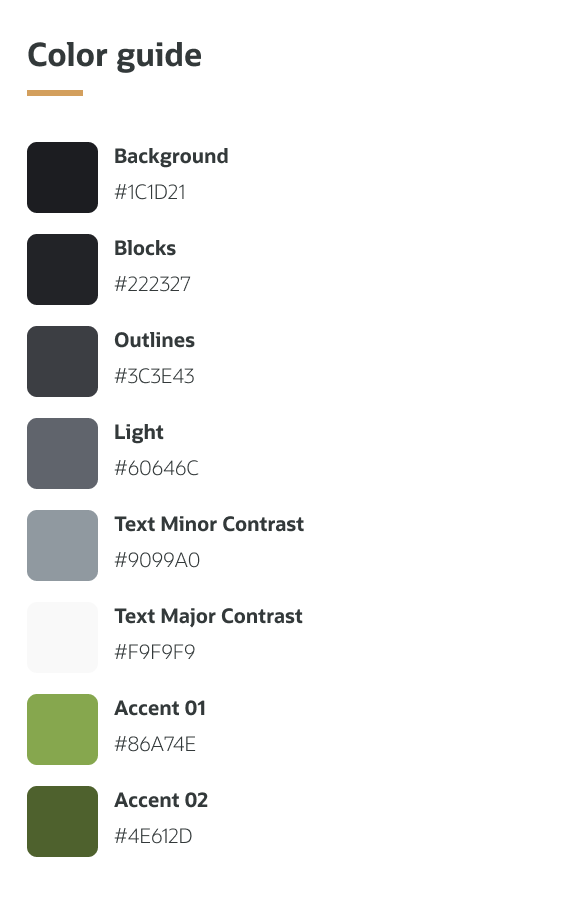 Color guide
Background
#1C1D21
Blocks
#222327
Outlines
#3C3E43
Light
#60646C
Text Minor Contrast
#9099A0
Text Major Contrast
#F9F9F9
Accent 01
#86A74E
Accent 02
#4E612D